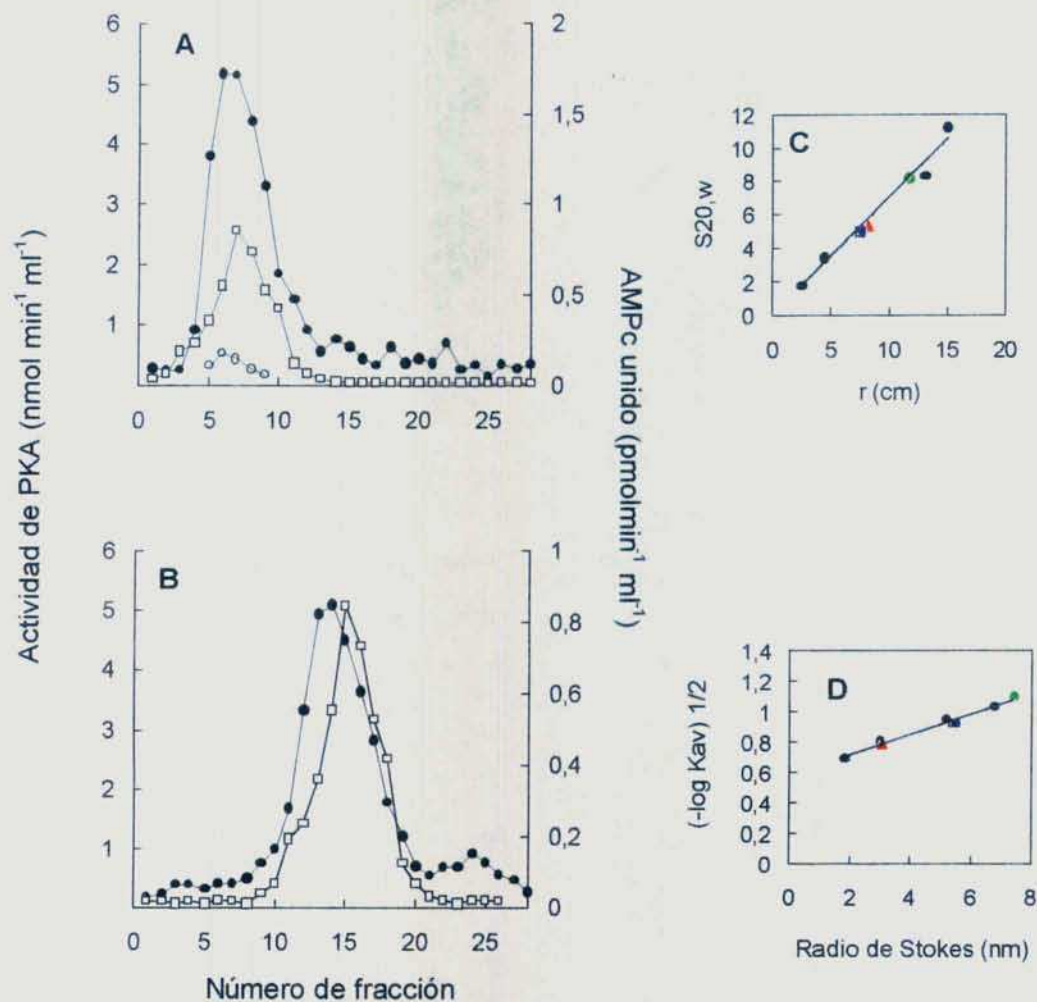 Actividad de PKA (nmol min⁻¹ ml⁻¹)
AMPc unido (pmolmin⁻¹ ml⁻¹)
A
6
5
4
3
2
1
2
1,5
1
0,5
0
0 5 10 15 20 25
B
6
5
4
3
2
1
1
0,8
0,6
0,4
0,2
0
0 5 10 15 20 25
Número de fracción
C
S20,w
12
10
8
6
4
2
0
0 5 10 15 20
r (cm)
D
(-log Kav) 1/2
1,4
1,2
1
0,8
0,6
0,4
0,2
0
0 2 4 6 8
Radio de Stokes (nm)